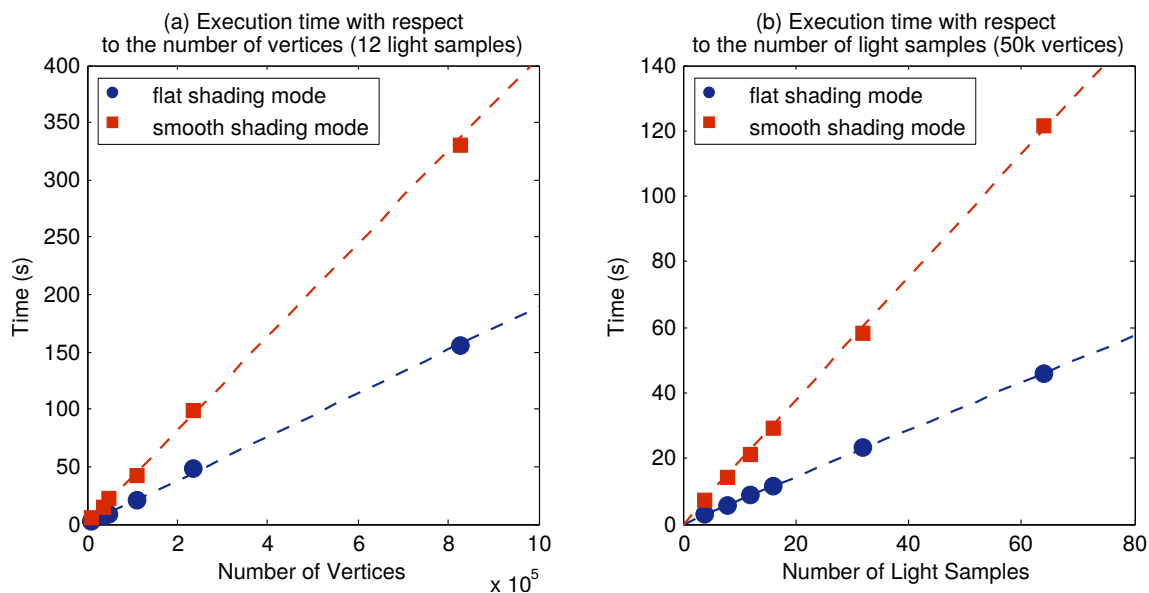 (a) Execution time with respect
to the number of vertices (12 light samples)
400
350
300
250
200
150
100
50
0
Time (s)
flat shading mode
smooth shading mode
0 2 4 6 8 10
Number of Vertices
x 10^5
(b) Execution time with respect
to the number of light samples (50k vertices)
140
120
100
80
60
40
20
0
Time (s)
flat shading mode
smooth shading mode
0 20 40 60 80
Number of Light Samples